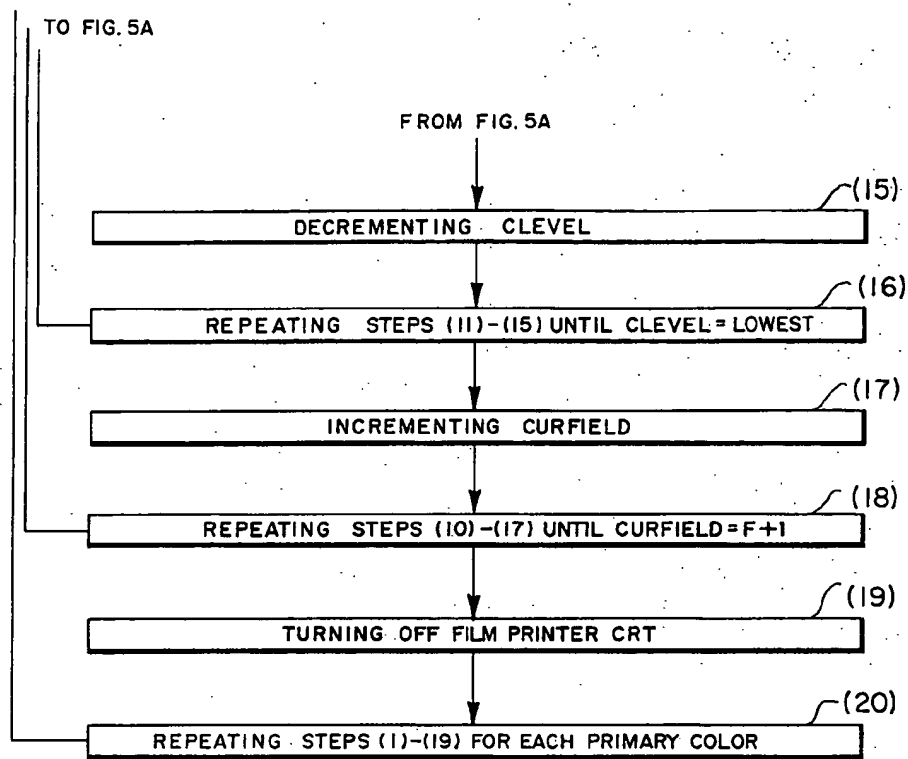 TO FIG. 5A
FROM FIG. 5A
(15)
DECREMENTING CLEVEL
(16)
REPEATING STEPS (11)-(15) UNTIL CLEVEL = LOWEST
(17)
INCREMENTING CURFIELD
(18)
REPEATING STEPS (10)-(17) UNTIL CURFIELD = F+1
(19)
TURNING OFF FILM PRINTER CRT
(20)
REPEATING STEPS (1)-(19) FOR EACH PRIMARY COLOR